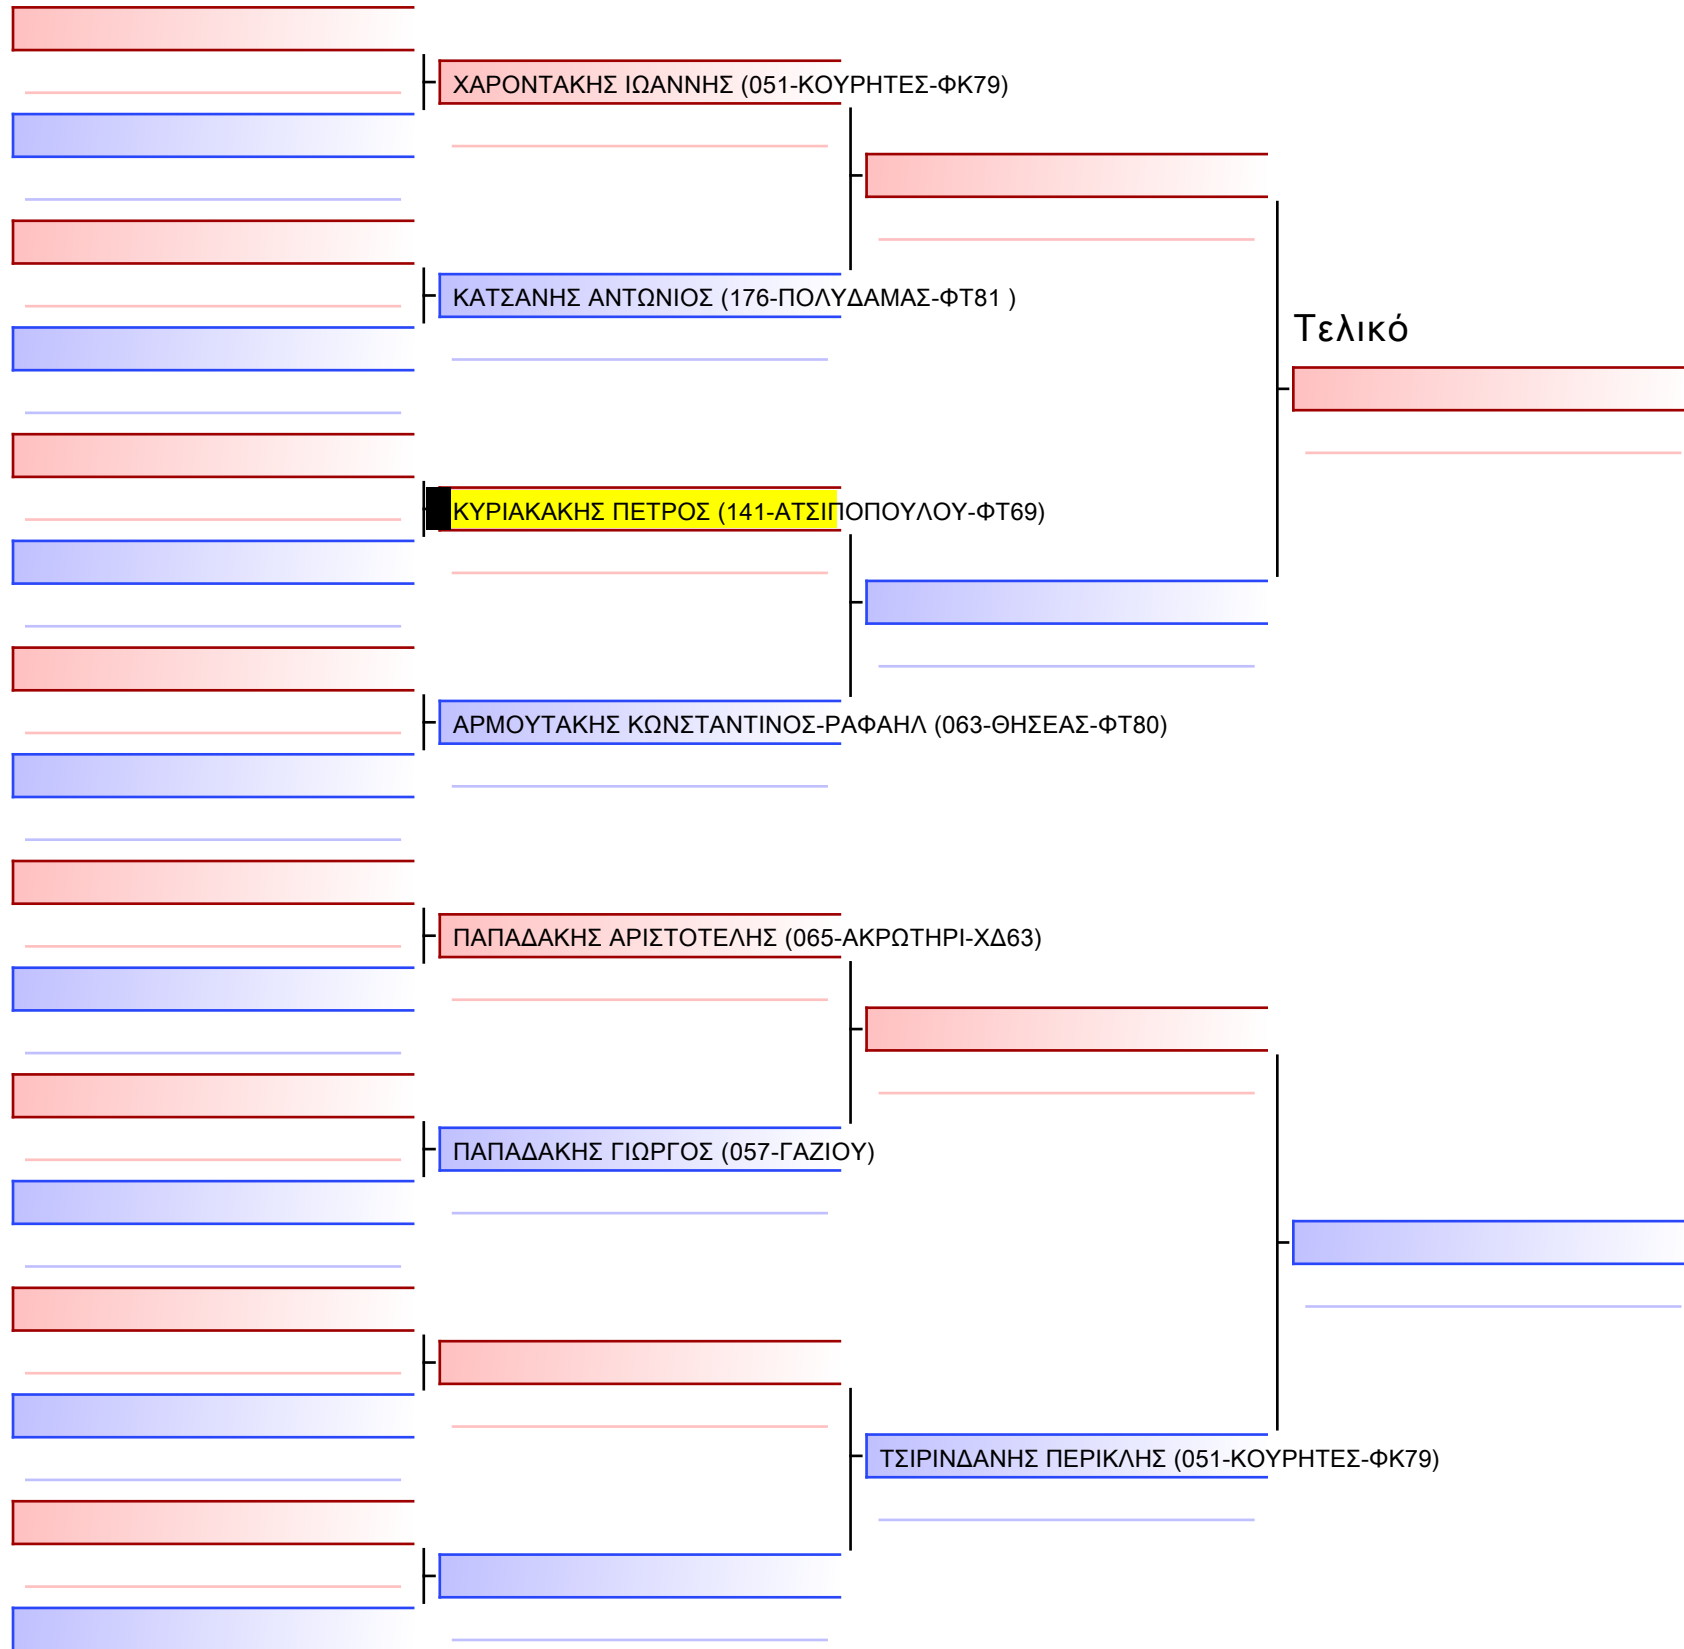 ΧΑΡΟΝΤΑΚΗΣ ΙΩΑΝΝΗΣ (051-ΚΟΥΡΗΤΕΣ-ΦΚ79)
ΚΑΤΣΑΝΗΣ ΑΝΤΩΝΙΟΣ (176-ΠΟΛΥΔΑΜΑΣ-ΦΤ81 )
Τελικό
ΚΥΡΙΑΚΑΚΗΣ ΠΕΤΡΟΣ (141-ΑΤΣΙΠΟΠΟΥΛΟΥ-ΦΤ69)
ΑΡΜΟΥΤΑΚΗΣ ΚΩΝΣΤΑΝΤΙΝΟΣ-ΡΑΦΑΗΛ (063-ΘΗΣΕΑΣ-ΦΤ80)
ΠΑΠΑΔΑΚΗΣ ΑΡΙΣΤΟΤΕΛΗΣ (065-ΑΚΡΩΤΗΡΙ-ΧΔ63)
ΠΑΠΑΔΑΚΗΣ ΓΙΩΡΓΟΣ (057-ΓΑΖΙΟΥ)
ΤΣΙΡΙΝΔΑΝΗΣ ΠΕΡΙΚΛΗΣ (051-ΚΟΥΡΗΤΕΣ-ΦΚ79)